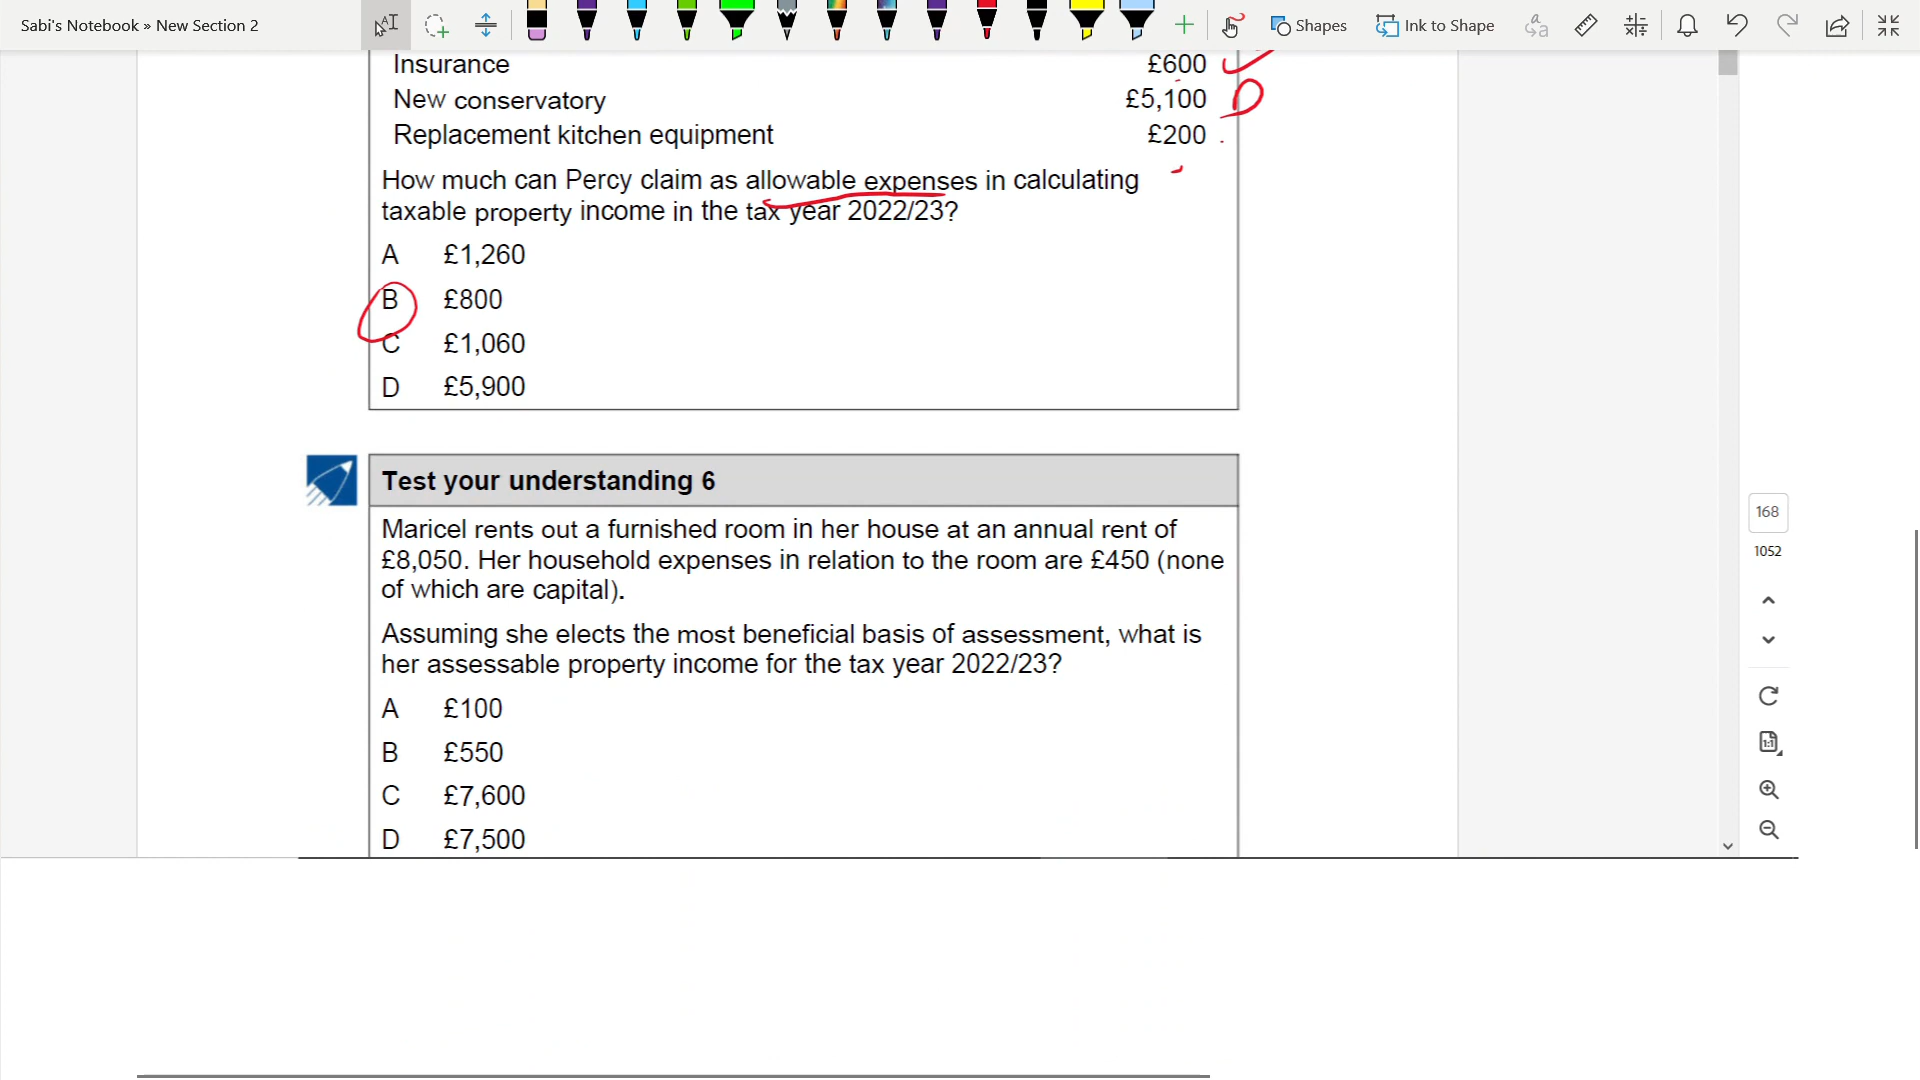 Sabi's Notebook » New Section 2
Shapes
Ink to Shape
Insurance £600
New conservatory £5,100
Replacement kitchen equipment £200
How much can Percy claim as allowable expenses in calculating
taxable property income in the tax year 2022/23?
A £1,260
B £800
C £1,060
D £5,900
Test your understanding 6
Maricel rents out a furnished room in her house at an annual rent of
£8,050. Her household expenses in relation to the room are £450 (none
of which are capital).
Assuming she elects the most beneficial basis of assessment, what is
her assessable property income for the tax year 2022/23?
A £100
B £550
C £7,600
D £7,500
168
1052